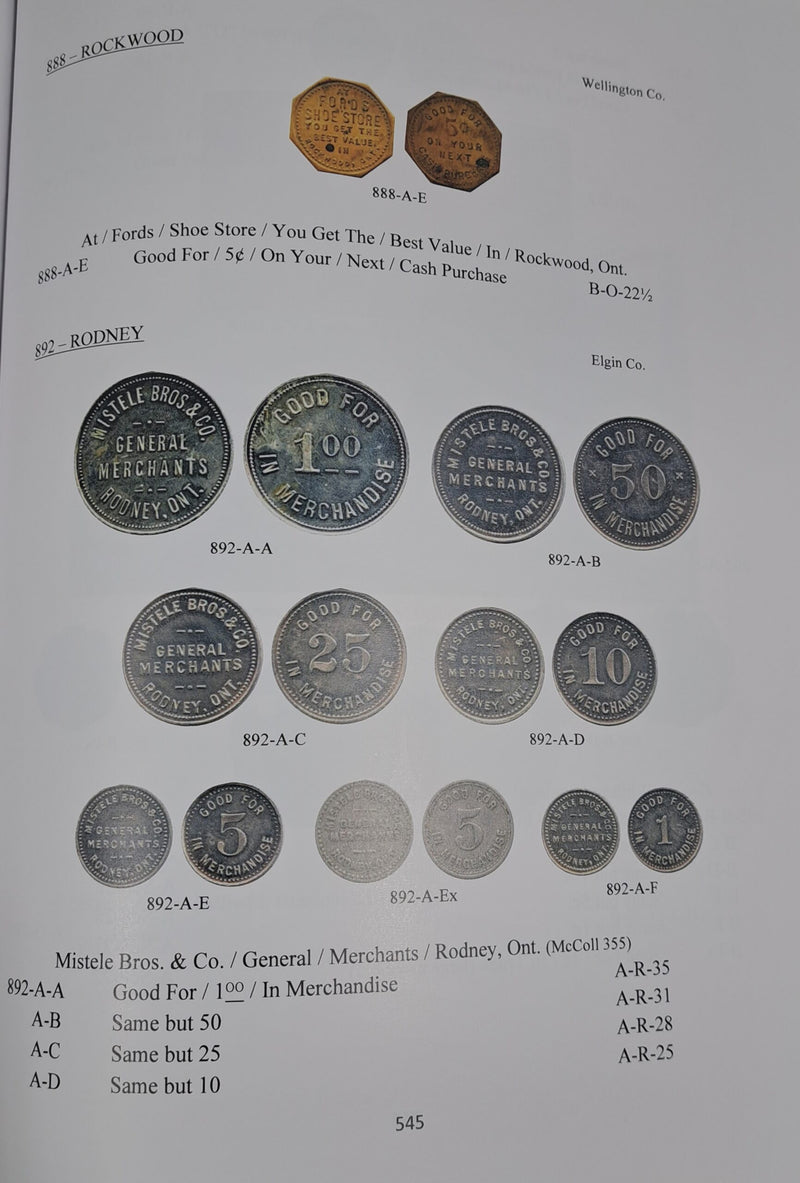 888 – ROCKWOOD
Wellington Co.
AT
FORDS
SHOE STORE
YOU GET THE
BEST VALUE
IN
ROCKWOOD, ONT.
GOOD FOR
5¢
ON YOUR
NEXT
CASH PURCHASE
888-A-E
At / Fords / Shoe Store / You Get The / Best Value / In / Rockwood, Ont.
888-A-E Good For / 5¢ / On Your / Next / Cash Purchase
B-O-22½
892 – RODNEY
Elgin Co.
MISTELE BROS & CO.
GENERAL
MERCHANTS
RODNEY, ONT.
GOOD FOR
1 00
IN MERCHANDISE
MISTELE BROS & CO
GENERAL
MERCHANTS
RODNEY, ONT.
GOOD FOR
50
IN MERCHANDISE
892-A-A
892-A-B
MISTELE BROS & CO.
GENERAL
MERCHANTS
RODNEY, ONT.
GOOD FOR
25
IN MERCHANDISE
MISTELE BROS & CO
GENERAL
MERCHANTS
RODNEY, ONT
GOOD FOR
10
IN MERCHANDISE
892-A-C
892-A-D
MISTELE BROS & CO
GENERAL
MERCHANTS
RODNEY, ONT.
GOOD FOR
5
IN MERCHANDISE
GENERAL
MERCHANTS
GOOD FOR
5
IN MERCHANDISE
MISTELE BROS & CO
GENERAL
MERCHANTS
RODNEY, ONT
GOOD FOR
1
IN MERCHANDISE
892-A-E
892-A-Ex
892-A-F
Mistele Bros. & Co. / General / Merchants / Rodney, Ont. (McColl 355)
892-A-A Good For / 1 00 / In Merchandise A-R-35
A-B Same but 50 A-R-31
A-C Same but 25 A-R-28
A-D Same but 10 A-R-25
545